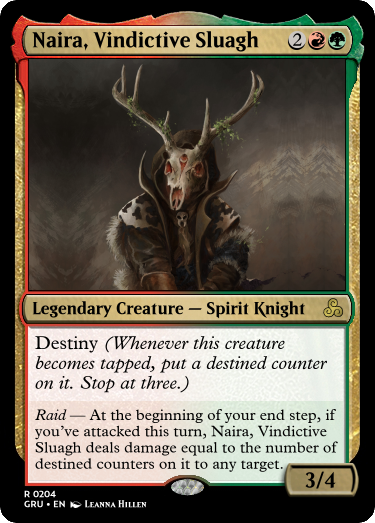 Naira, Vindictive Sluagh 2
Legendary Creature — Spirit Knight
Destiny (Whenever this creature
becomes tapped, put a destined counter
on it. Stop at three.)
Raid — At the beginning of your end step, if
you've attacked this turn, Naira, Vindictive
Sluagh deals damage equal to the number of
destined counters on it to any target.
3/4
R 0204
GRU • EN Leanna Hillen